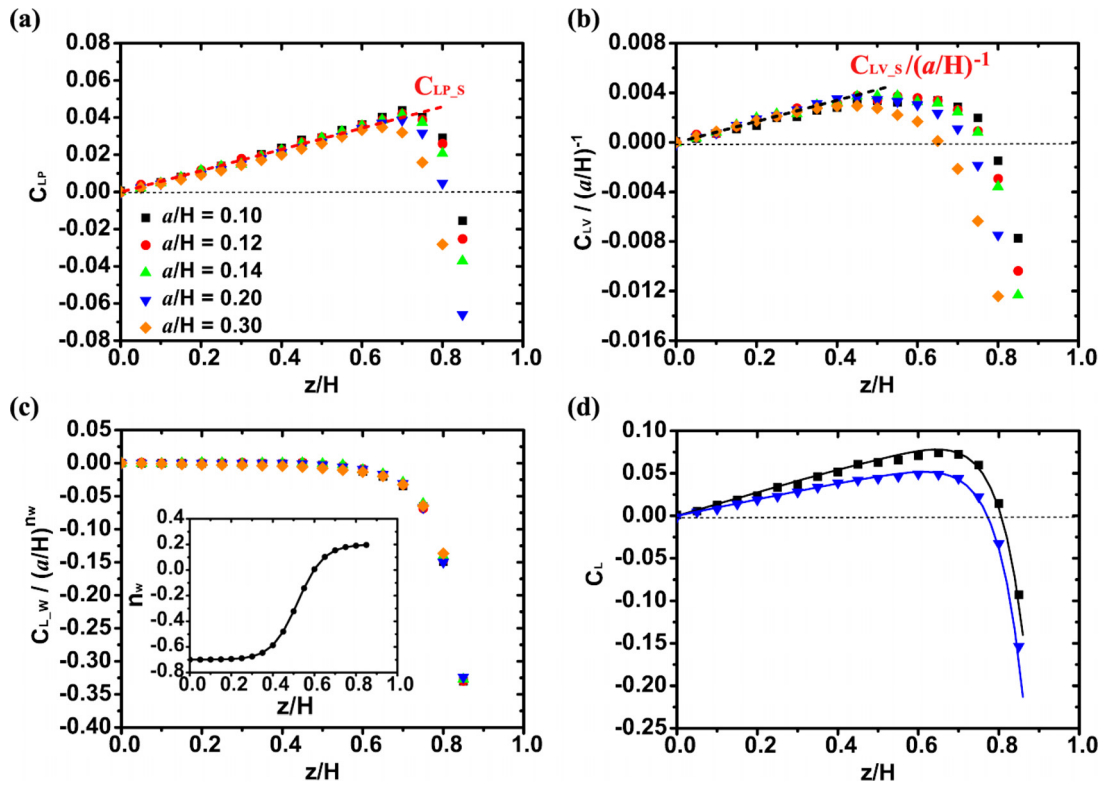 (a)
0.08
0.06
0.04
0.02
0.00
-0.02
-0.04
-0.06
-0.08
C_LP
C_LP_S
a/H = 0.10
a/H = 0.12
a/H = 0.14
a/H = 0.20
a/H = 0.30
0.0 0.2 0.4 0.6 0.8 1.0
z/H
(b)
0.008
0.004
0.000
-0.004
-0.008
-0.012
-0.016
C_LV / (a/H)^-1
C_LV_S/(a/H)^-1
0.0 0.2 0.4 0.6 0.8 1.0
z/H
(c)
0.05
0.00
-0.05
-0.10
-0.15
-0.20
-0.25
-0.30
-0.35
-0.40
C_L_W / (a/H)^n_w
0.4
0.2
0.0
-0.2
-0.4
-0.6
-0.8
n_w
0.0 0.2 0.4 0.6 0.8 1.0
z/H
0.0 0.2 0.4 0.6 0.8 1.0
z/H
(d)
0.10
0.05
0.00
-0.05
-0.10
-0.15
-0.20
-0.25
C_L
0.0 0.2 0.4 0.6 0.8 1.0
z/H